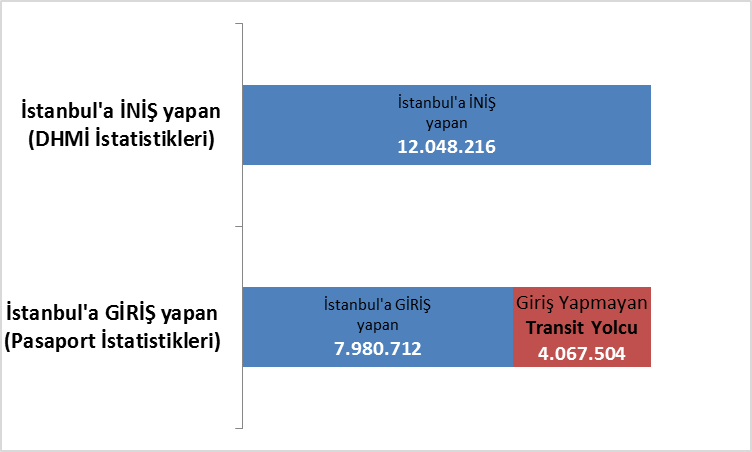 İstanbul'a İNİŞ yapan
(DHMİ İstatistikleri)
İstanbul'a İNİŞ
yapan
12.048.216
İstanbul'a GİRİŞ yapan
(Pasaport İstatistikleri)
İstanbul'a GİRİŞ
yapan
7.980.712
Giriş Yapmayan
Transit Yolcu
4.067.504